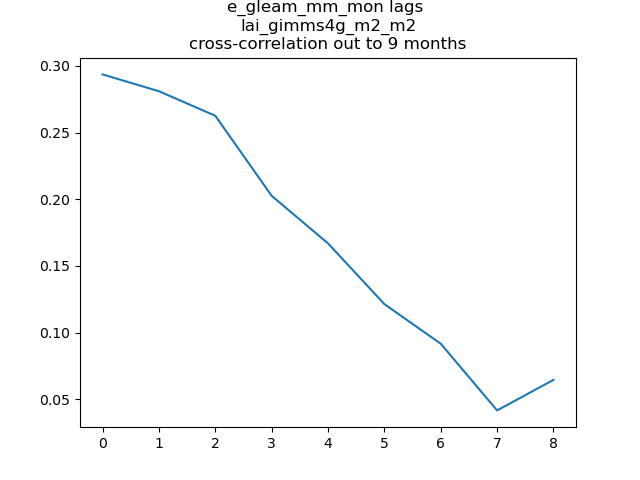 e_gleam_mm_mon lags
lai_gimms4g_m2_m2
cross-correlation out to 9 months
0.30
0.25
0.20
0.15
0.10
0.05
0 1 2 3 4 5 6 7 8